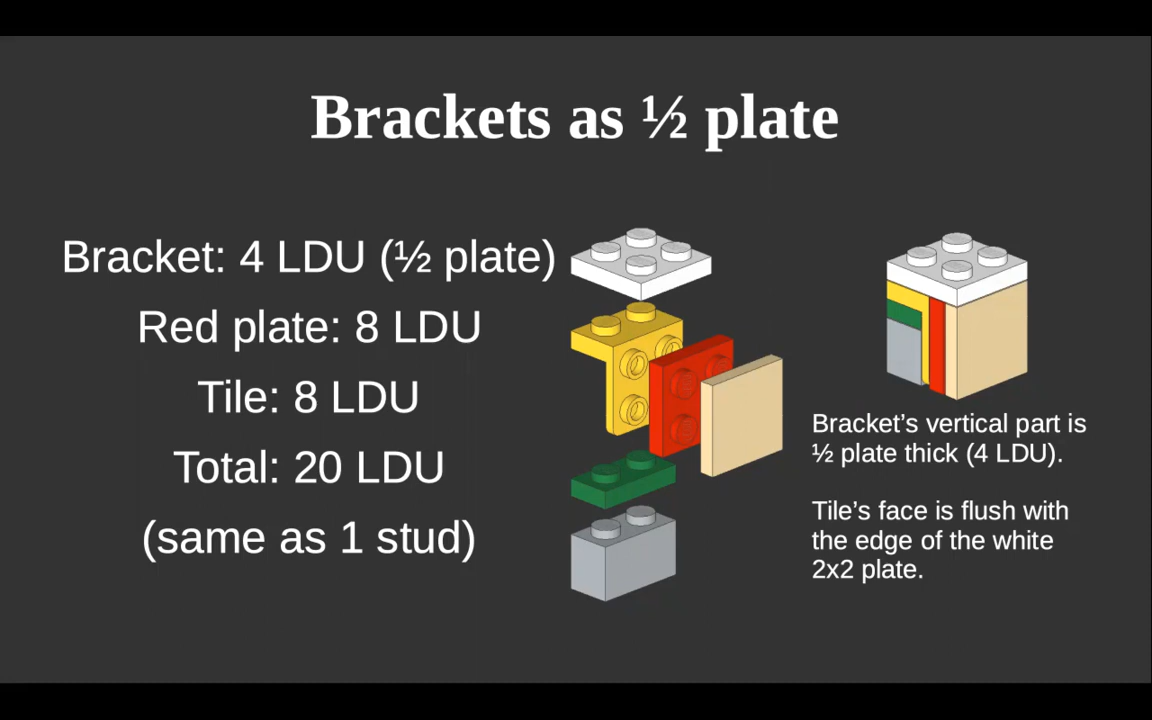 Brackets as ½ plate
Bracket: 4 LDU (½ plate)
Red plate: 8 LDU
Tile: 8 LDU
Total: 20 LDU
(same as 1 stud)
Bracket’s vertical part is
½ plate thick (4 LDU).
Tile’s face is flush with
the edge of the white
2x2 plate.